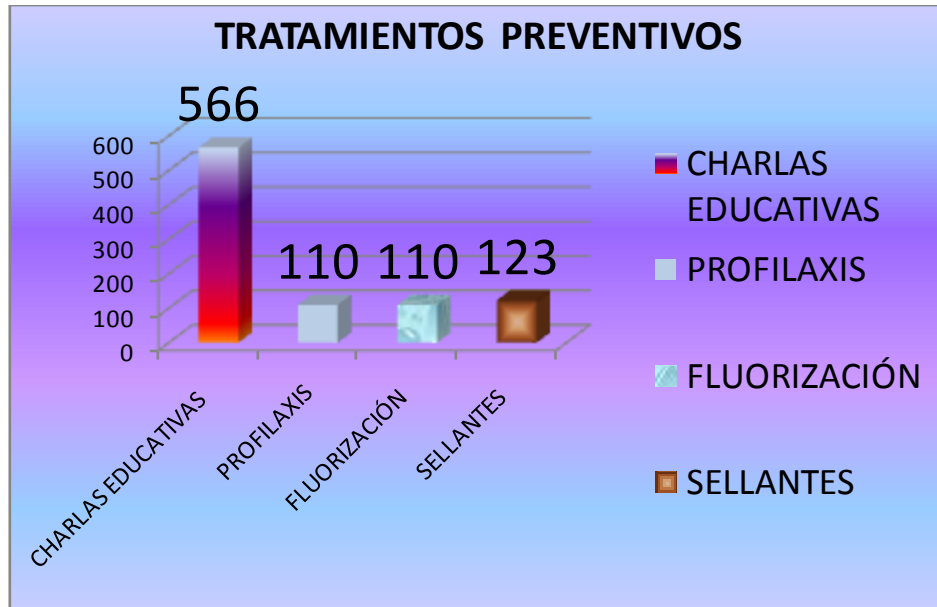 TRATAMIENTOS PREVENTIVOS
566
110
110
123
600
500
400
300
200
100
0
CHARLAS EDUCATIVAS
PROFILAXIS
FLUORIZACIÓN
SELLANTES
CHARLAS
EDUCATIVAS
PROFILAXIS
FLUORIZACIÓN
SELLANTES